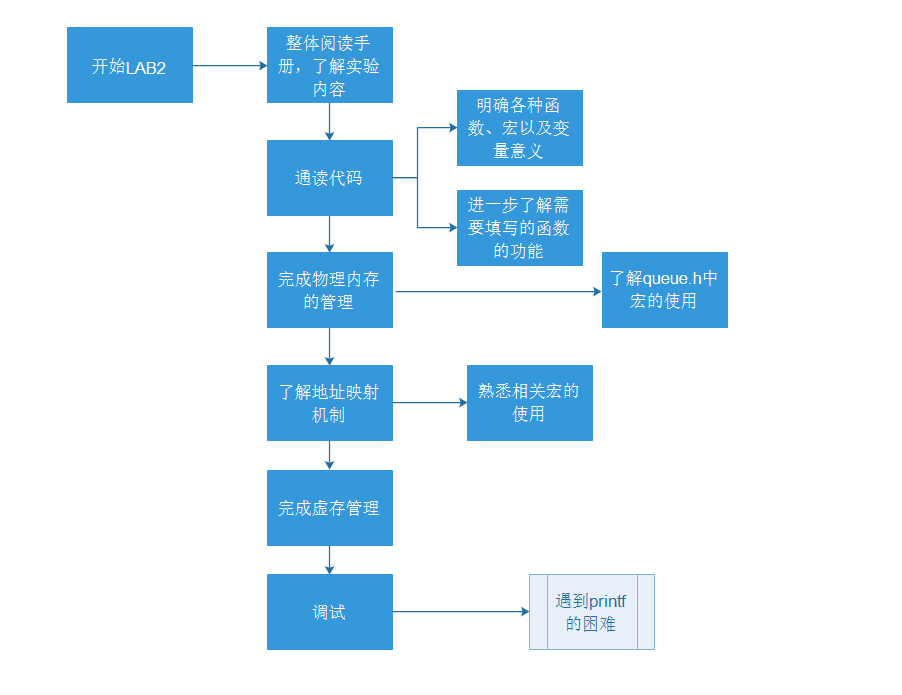 开始LAB2
整体阅读手
册，了解实验
内容
通读代码
明确各种函
数、宏以及变
量意义
进一步了解需
要填写的函数
的功能
完成物理内存
的管理
了解queue.h中
宏的使用
了解地址映射
机制
熟悉相关宏的
使用
完成虚存管理
调试
遇到printf
的困难